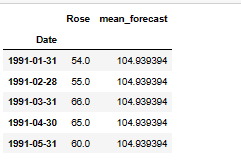 Rose mean_forecast
Date
1991-01-31 54.0 104.939394
1991-02-28 55.0 104.939394
1991-03-31 66.0 104.939394
1991-04-30 65.0 104.939394
1991-05-31 60.0 104.939394